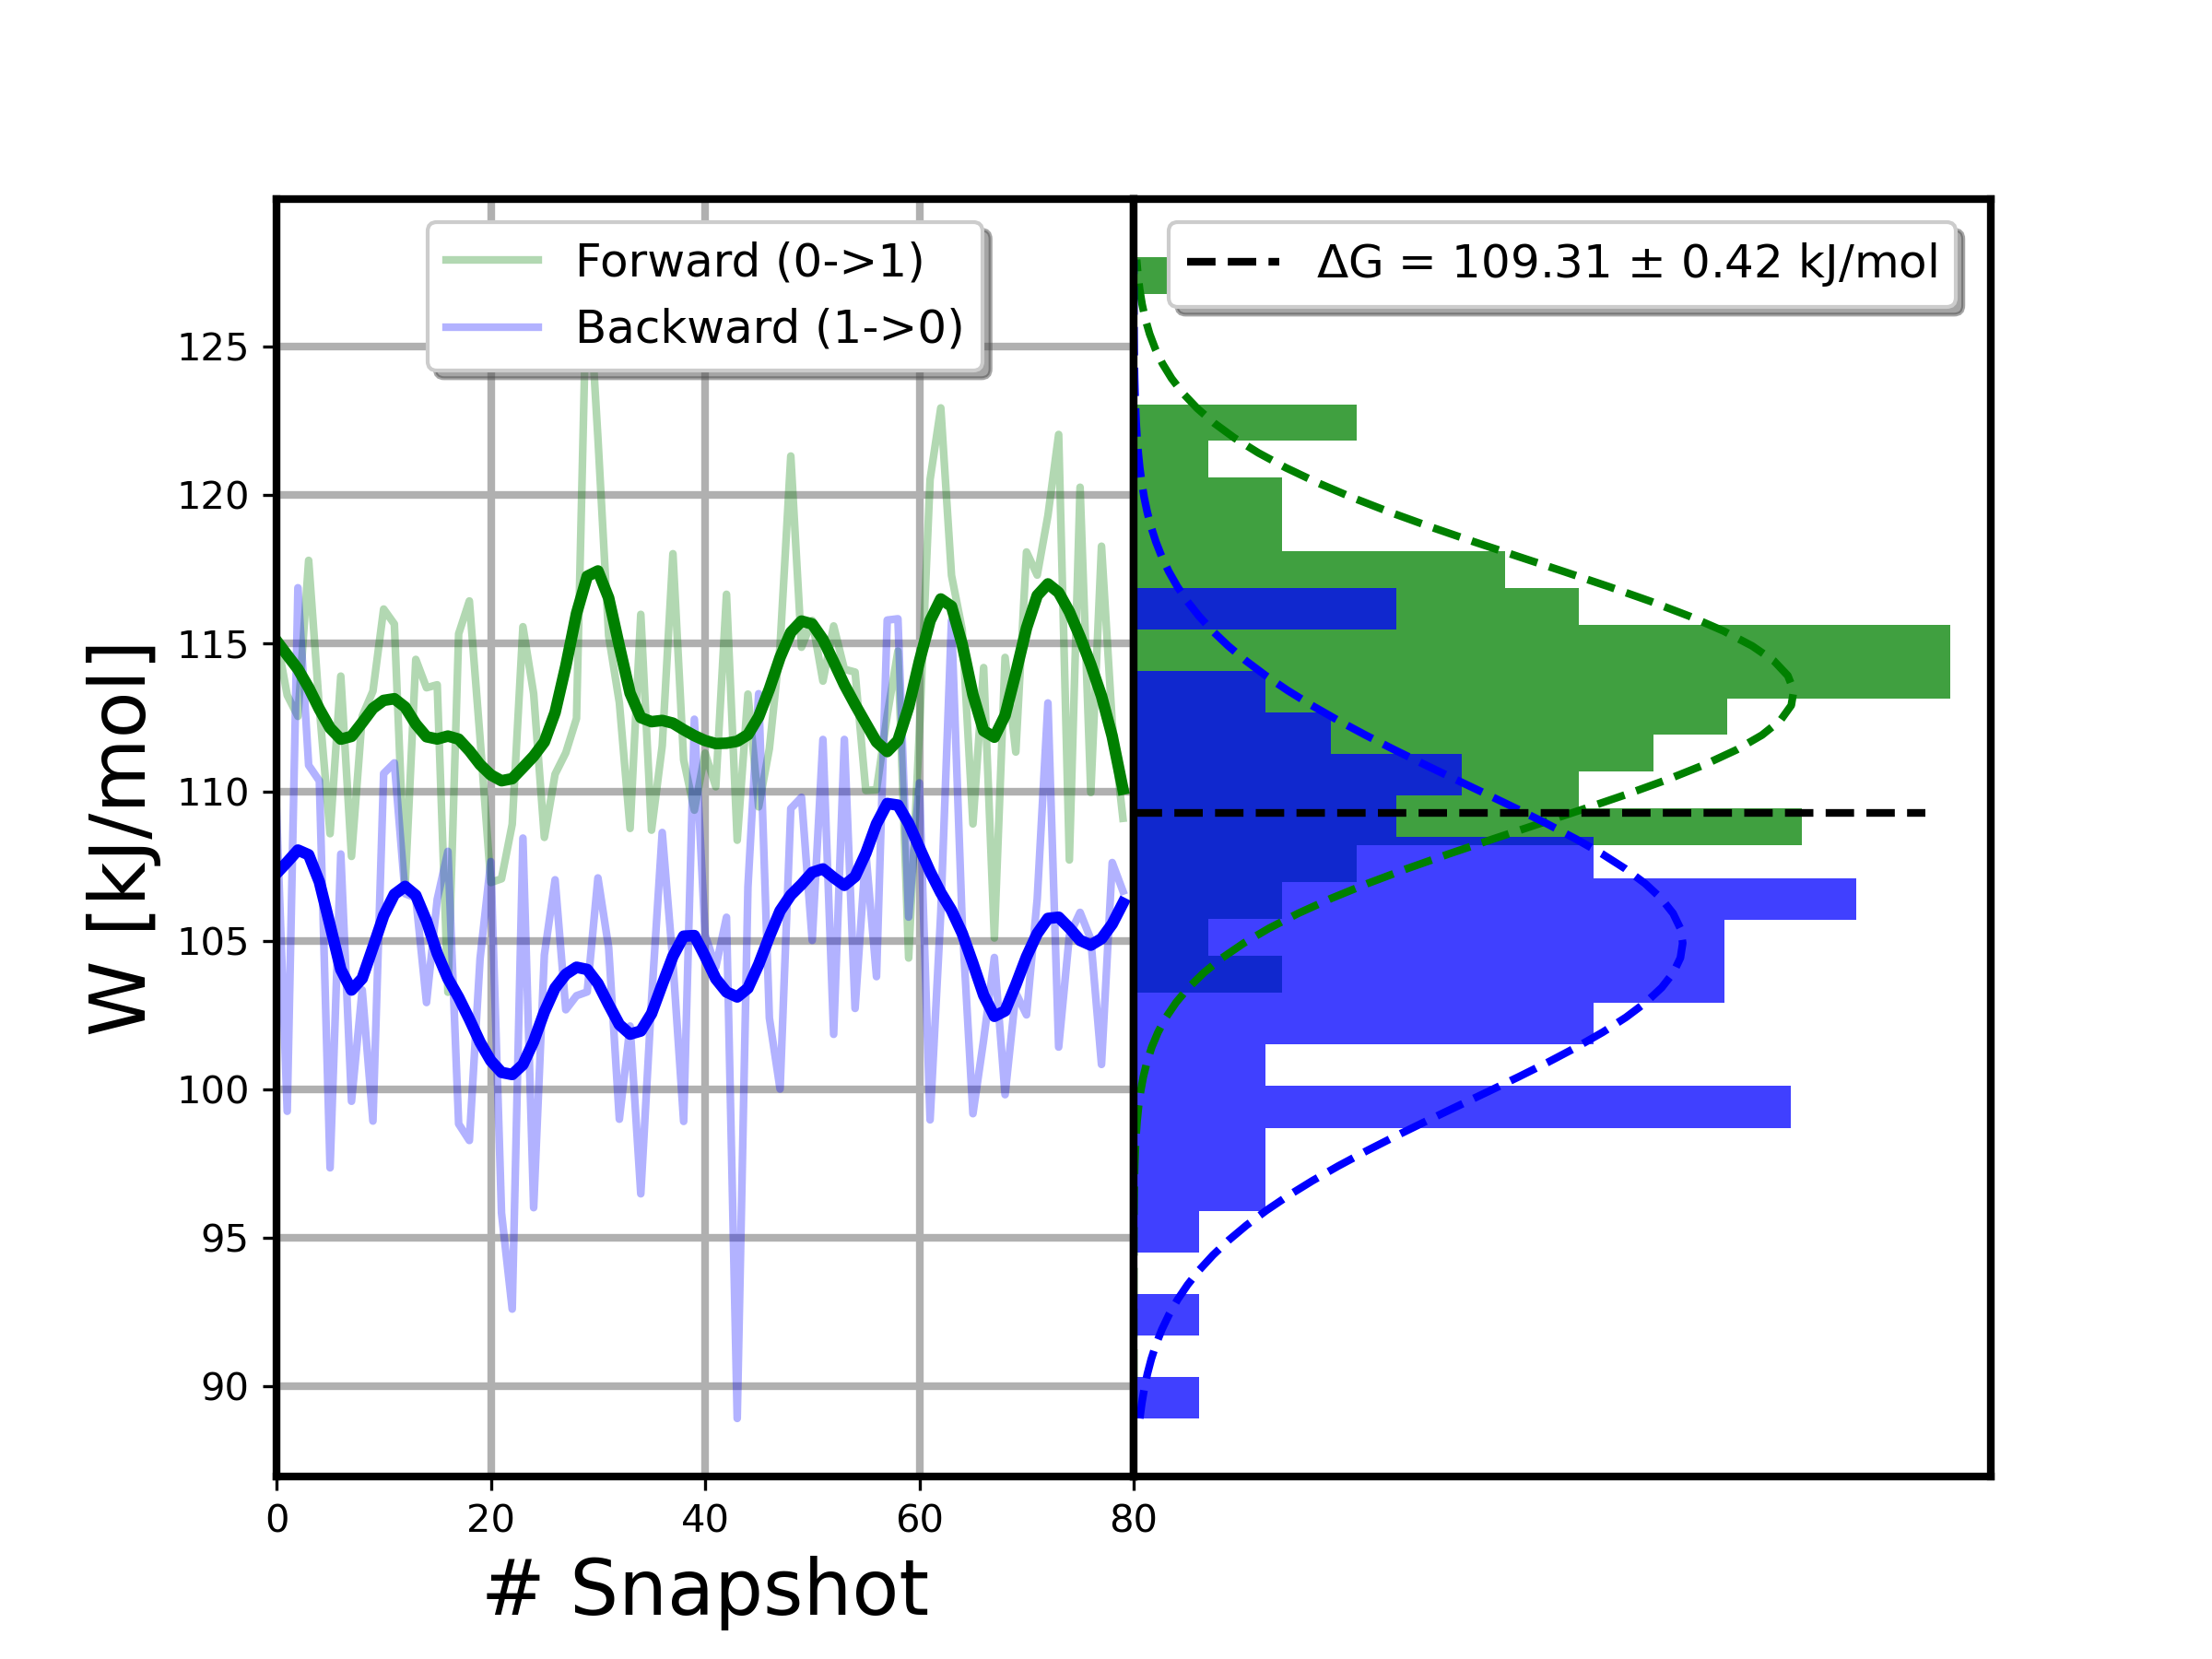 Forward (0->1)
Backward (1->0)
ΔG = 109.31 ± 0.42 kJ/mol
W [kJ/mol]
125
120
115
110
105
100
95
90
0 20 40 60 80
# Snapshot